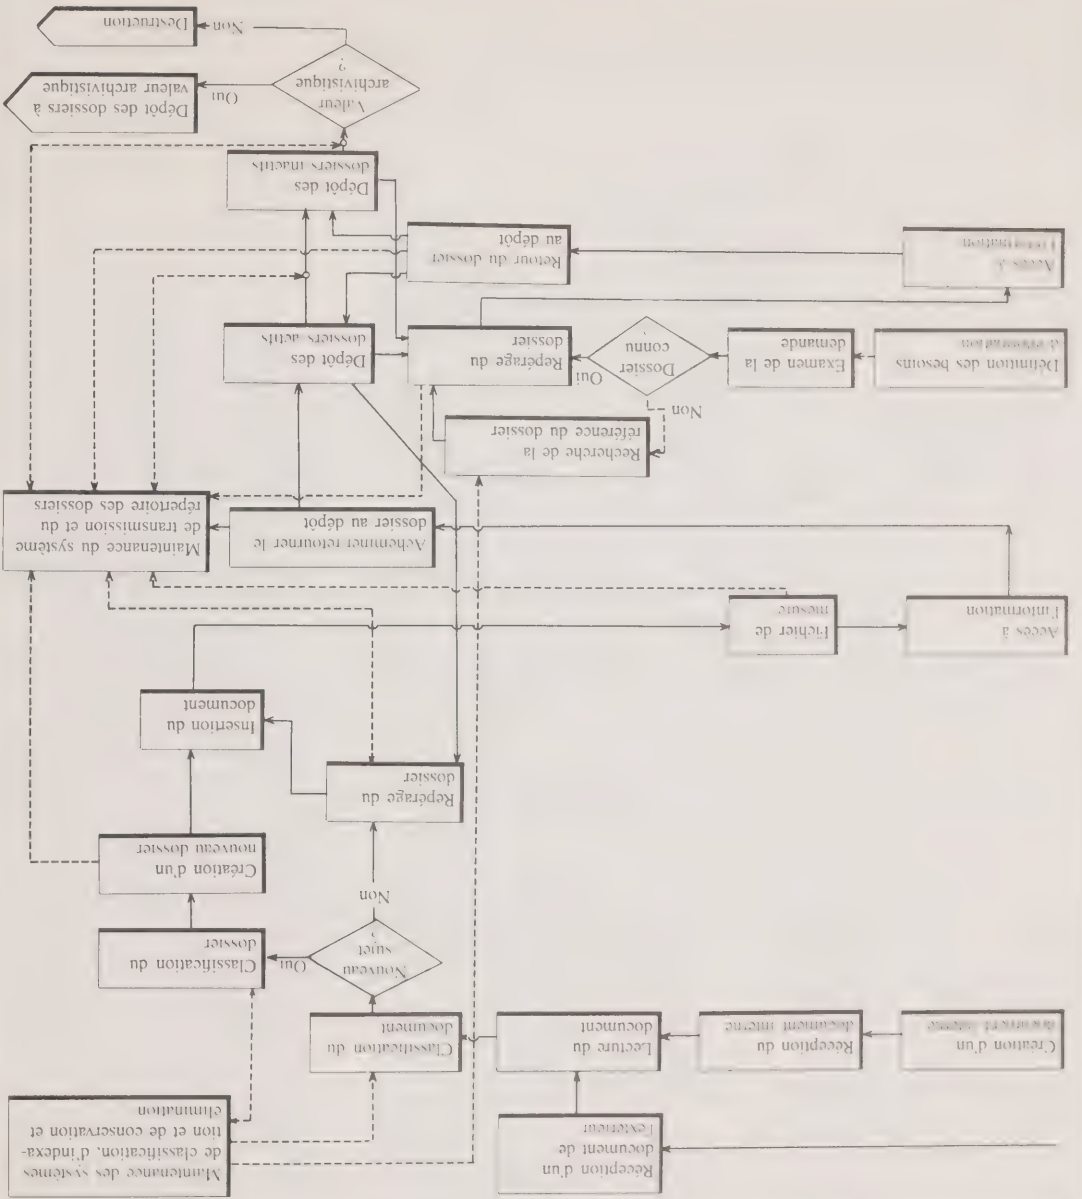 Réception d'un
document de
l'extérieur
Maintenance des systèmes
de classification, d'indexa-
tion et de conservation et
élimination
Création d'un
document interne
Réception du
document interne
Lecture du
document
Classification du
document
Nouveau
sujet
?
Oui
Non
Classification du
dossier
Création d'un
nouveau dossier
Repérage du
dossier
Insertion du
document
Accès à
l'information
Fichier de
mesure
Acheminer retourner le
dossier au dépôt
Maintenance du système
de transmission et du
répertoire des dossiers
Recherche de la
référence du dossier
Non
Définition des besoins
d'information
Examen de la
demande
Dossier
connu
?
Oui
Repérage du
dossier
Dépôt des
dossiers actifs
Accès à
l'information
Retour du dossier
au dépôt
Dépôt des
dossiers inactifs
Valeur
archivistique
?
Oui
Dépôt des dossiers à
valeur archivistique
Non
Destruction